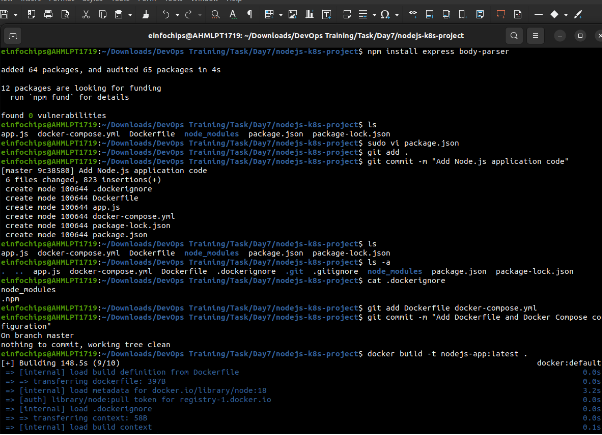 einfochips@AHMLPT1719: ~/Downloads/DevOps Training/Task/Day7/nodejs-k8s-project
einfochips@AHMLPT1719:~/Downloads/DevOps Training/Task/Day7/nodejs-k8s-project$ npm install express body-parser
added 64 packages, and audited 65 packages in 4s
12 packages are looking for funding
run `npm fund` for details
found 0 vulnerabilities
einfochips@AHMLPT1719:~/Downloads/DevOps Training/Task/Day7/nodejs-k8s-project$ ls
app.js docker-compose.yml Dockerfile node_modules package.json package-lock.json
einfochips@AHMLPT1719:~/Downloads/DevOps Training/Task/Day7/nodejs-k8s-project$ sudo vi package.json
einfochips@AHMLPT1719:~/Downloads/DevOps Training/Task/Day7/nodejs-k8s-project$ git add .
einfochips@AHMLPT1719:~/Downloads/DevOps Training/Task/Day7/nodejs-k8s-project$ git commit -m "Add Node.js application code"
[master 9c38580] Add Node.js application code
6 files changed, 823 insertions(+)
create mode 100644 .dockerignore
create mode 100644 Dockerfile
create mode 100644 app.js
create mode 100644 docker-compose.yml
create mode 100644 package-lock.json
create mode 100644 package.json
einfochips@AHMLPT1719:~/Downloads/DevOps Training/Task/Day7/nodejs-k8s-project$ ls
app.js docker-compose.yml Dockerfile node_modules package.json package-lock.json
einfochips@AHMLPT1719:~/Downloads/DevOps Training/Task/Day7/nodejs-k8s-project$ ls -a
. .. app.js docker-compose.yml Dockerfile .dockerignore .git .gitignore node_modules package.json package-lock.json
einfochips@AHMLPT1719:~/Downloads/DevOps Training/Task/Day7/nodejs-k8s-project$ cat .dockerignore
node_modules
.npm
einfochips@AHMLPT1719:~/Downloads/DevOps Training/Task/Day7/nodejs-k8s-project$ git add Dockerfile docker-compose.yml
einfochips@AHMLPT1719:~/Downloads/DevOps Training/Task/Day7/nodejs-k8s-project$ git commit -m "Add Dockerfile and Docker Compose co
figuration"
On branch master
nothing to commit, working tree clean
einfochips@AHMLPT1719:~/Downloads/DevOps Training/Task/Day7/nodejs-k8s-project$ docker build -t nodejs-app:latest .
[+] Building 148.5s (9/10) docker:default
=> [internal] load build definition from Dockerfile 0.0s
=> => transferring dockerfile: 397B 0.0s
=> [internal] load metadata for docker.io/library/node:18 3.2s
=> [auth] library/node:pull token for registry-1.docker.io 0.0s
=> [internal] load .dockerignore 0.0s
=> => transferring context: 58B 0.0s
=> [internal] load build context 0.1s